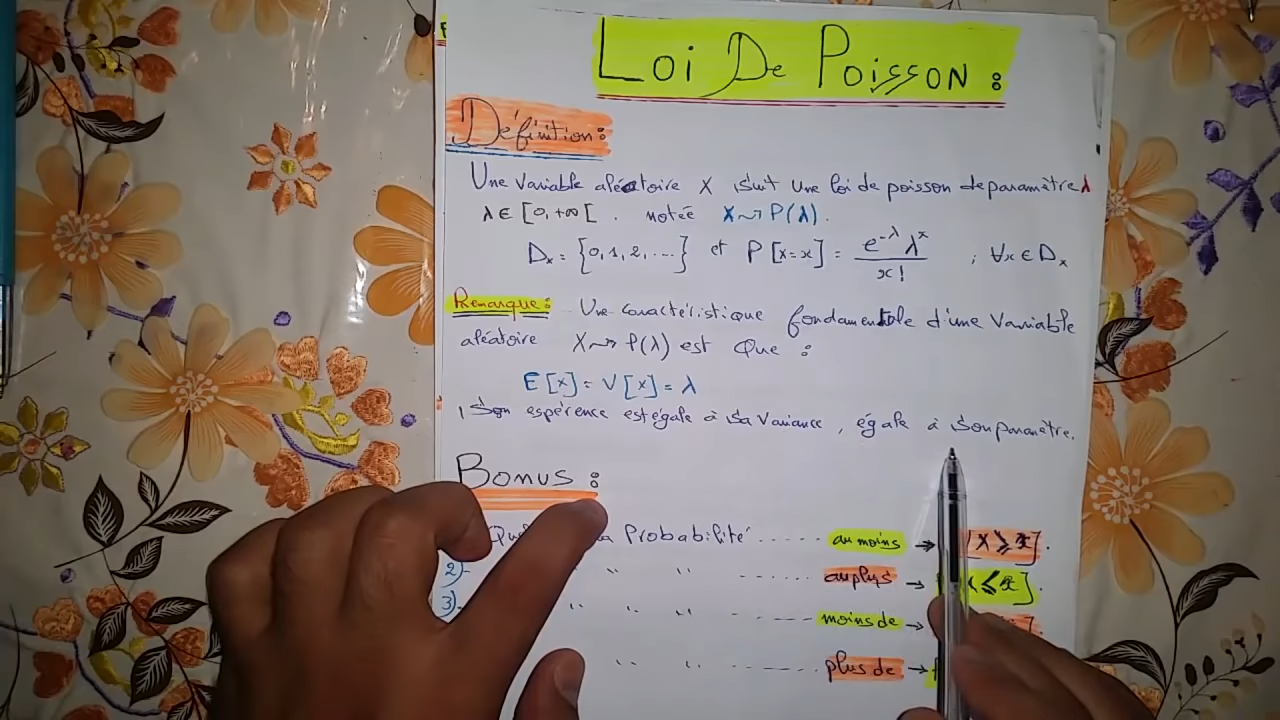 Loi De Poisson :
Définition:
Une variable aléatoire X suit une loi de poisson de paramètre λ
λ ∈ [0, +∞[ . notée X ⤳ P(λ).
Dx = {0, 1, 2, ....} et P[X=x] = e^-λ λ^x / x! ; ∀x ∈ Dx
Remarque: Une caractéristique fondamentale d'une variable
aléatoire X ⤳ P(λ) est que :
E[x] = V[x] = λ
Son espérence est égale à sa variance, égale à son paramètre.
Bonus :
Probabilité ..... au moins → X ⩾ x].
2)- " " ...... au plus → X ⩽ x].
3)- " " " ...... moins de →
" " ...... plus de →